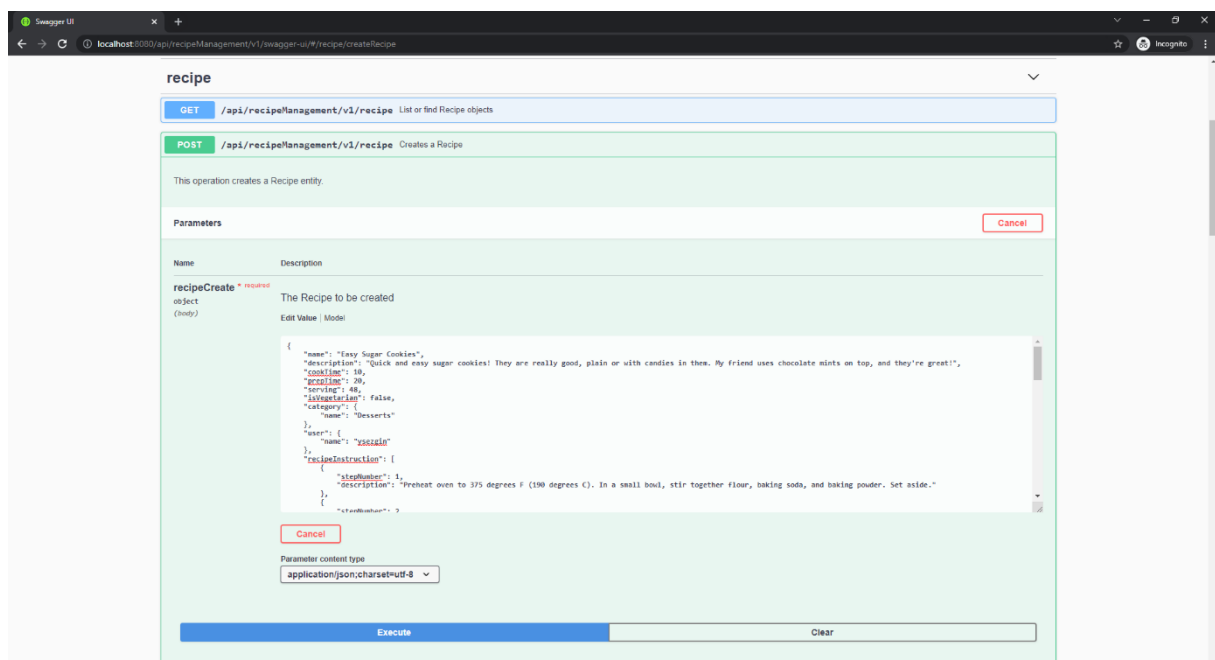 Swagger UI
localhost:8080/api/recipeManagement/v1/swagger-ui/#/recipe/createRecipe
Incognito
recipe
GET /api/recipeManagement/v1/recipe List or find Recipe objects
POST /api/recipeManagement/v1/recipe Creates a Recipe
This operation creates a Recipe entity.
Parameters
Cancel
Name Description
recipeCreate * required
object
(body)
The Recipe to be created
Edit Value | Model
{
"name": "Easy Sugar Cookies",
"description": "Quick and easy sugar cookies! They are really good, plain or with candies in them. My friend uses chocolate mints on top, and they're great!",
"cookTime": 10,
"prepTime": 20,
"serving": 48,
"isVegetarian": false,
"category": {
"name": "Desserts"
},
"user": {
"name": "ysezgin"
},
"recipeInstruction": [
{
"stepNumber": 1,
"description": "Preheat oven to 375 degrees F (190 degrees C). In a small bowl, stir together flour, baking soda, and baking powder. Set aside."
},
{
"stepNumber": 2
Cancel
Parameter content type
application/json;charset=utf-8
Execute
Clear